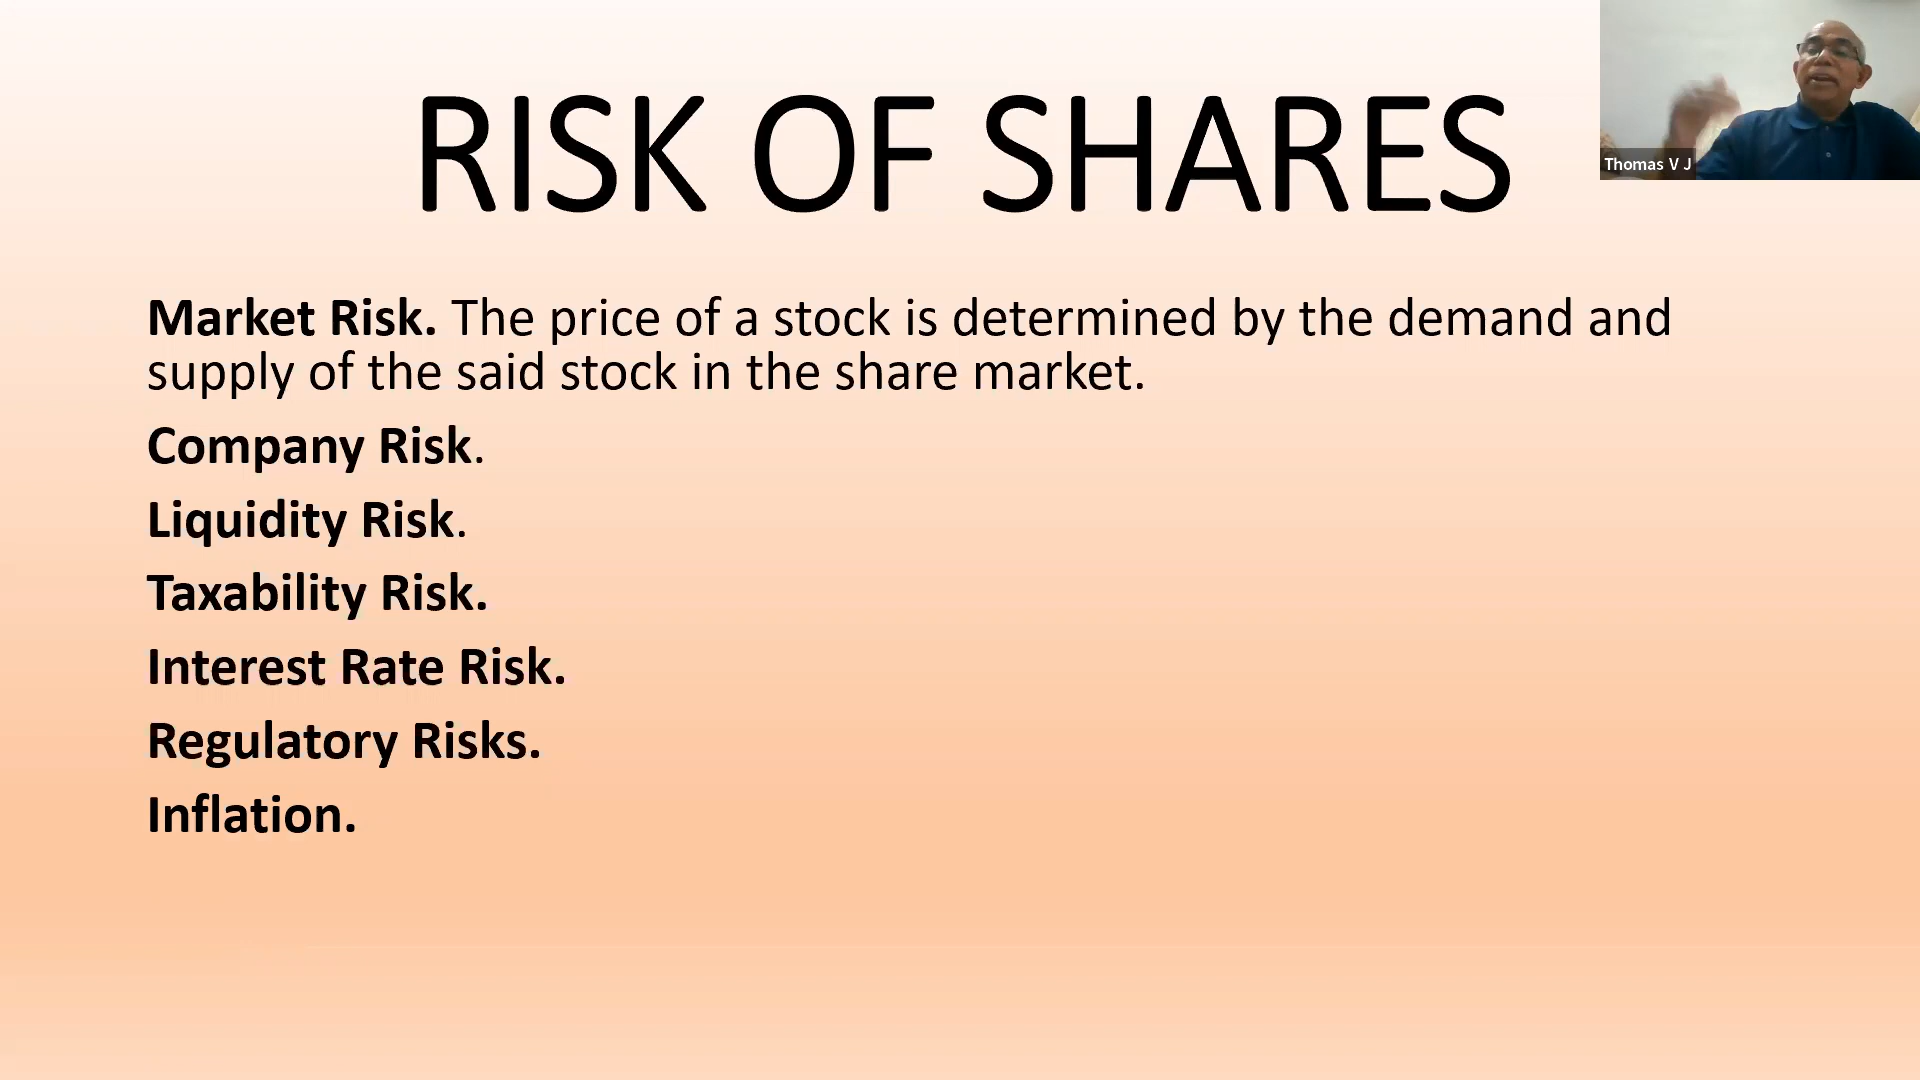 RISK OF SHARES
Thomas V J
Market Risk. The price of a stock is determined by the demand and
supply of the said stock in the share market.
Company Risk.
Liquidity Risk.
Taxability Risk.
Interest Rate Risk.
Regulatory Risks.
Inflation.